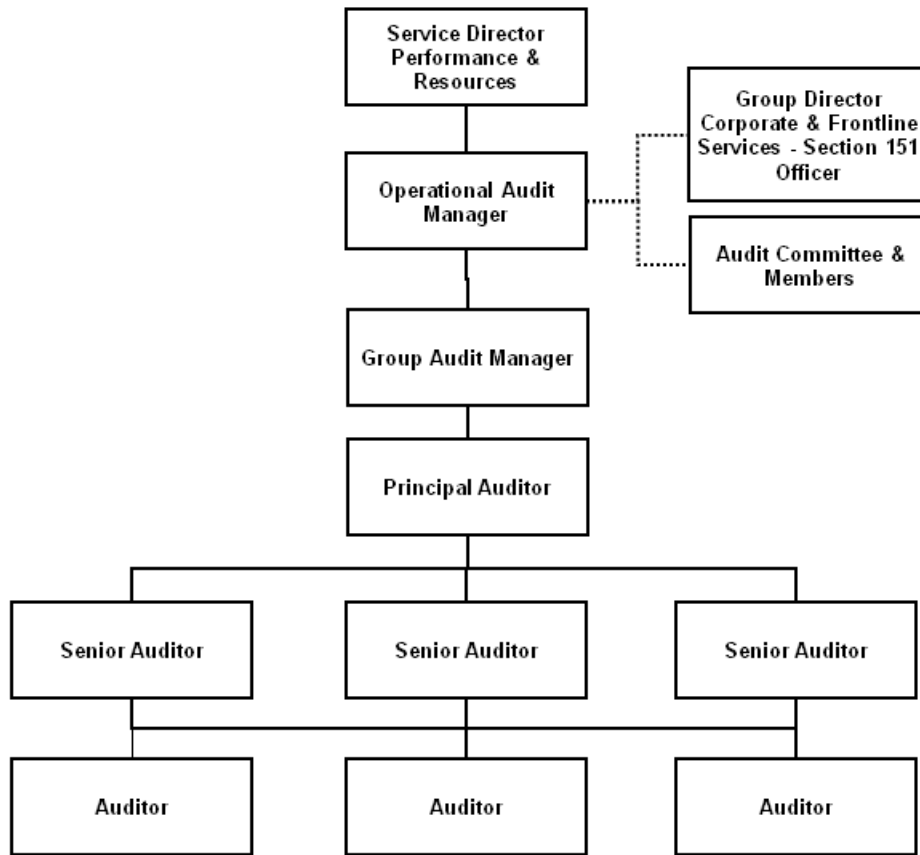 Service Director
Performance &
Resources
Group Director
Corporate & Frontline
Services - Section 151
Officer
Operational Audit
Manager
Audit Committee &
Members
Group Audit Manager
Principal Auditor
Senior Auditor
Senior Auditor
Senior Auditor
Auditor
Auditor
Auditor